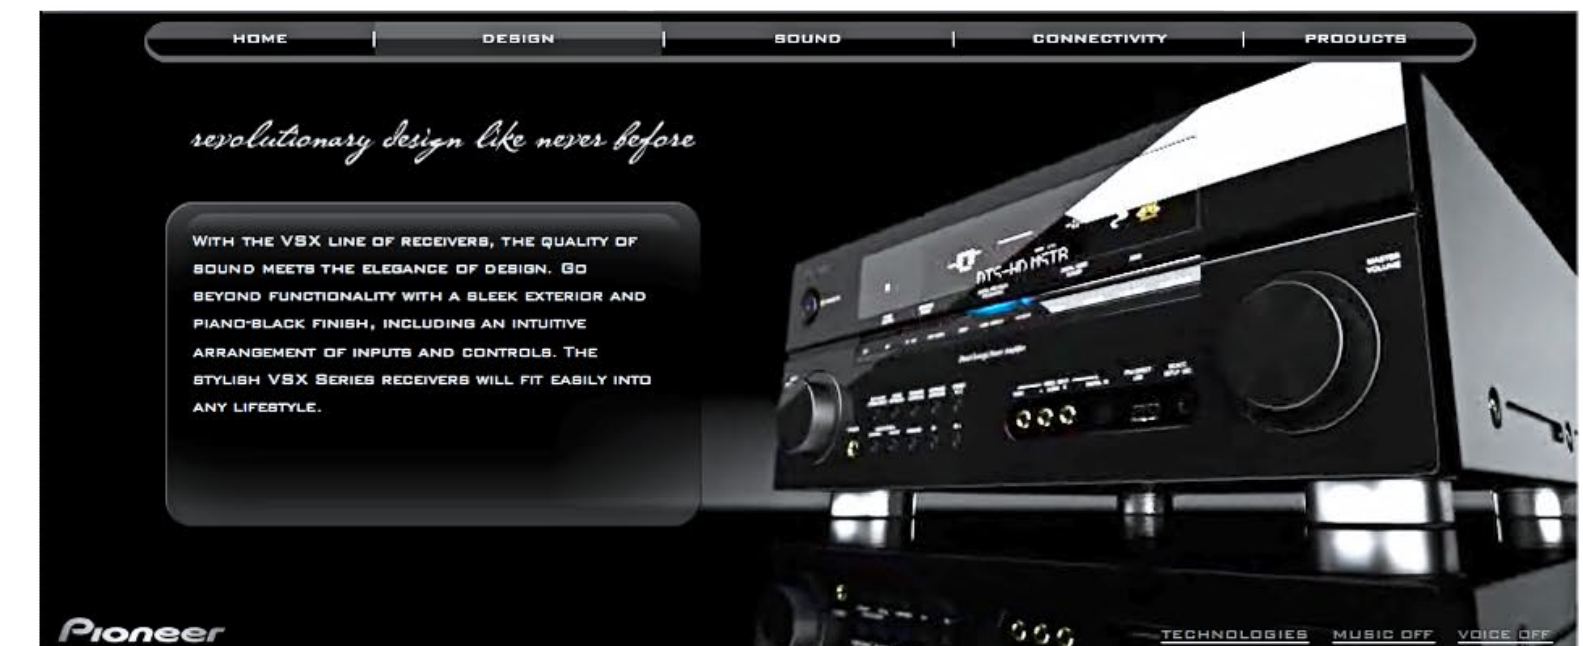 HOME | DESIGN | SOUND | CONNECTIVITY | PRODUCTS
revolutionary design like never before
WITH THE VSX LINE OF RECEIVERS, THE QUALITY OF
SOUND MEETS THE ELEGANCE OF DESIGN. GO
BEYOND FUNCTIONALITY WITH A SLEEK EXTERIOR AND
PIANO-BLACK FINISH, INCLUDING AN INTUITIVE
ARRANGEMENT OF INPUTS AND CONTROLS. THE
STYLISH VSX SERIES RECEIVERS WILL FIT EASILY INTO
ANY LIFESTYLE.
DTS-HD MSTR
MASTER
VOLUME
Pioneer
TECHNOLOGIES MUSIC OFF VOICE OFF